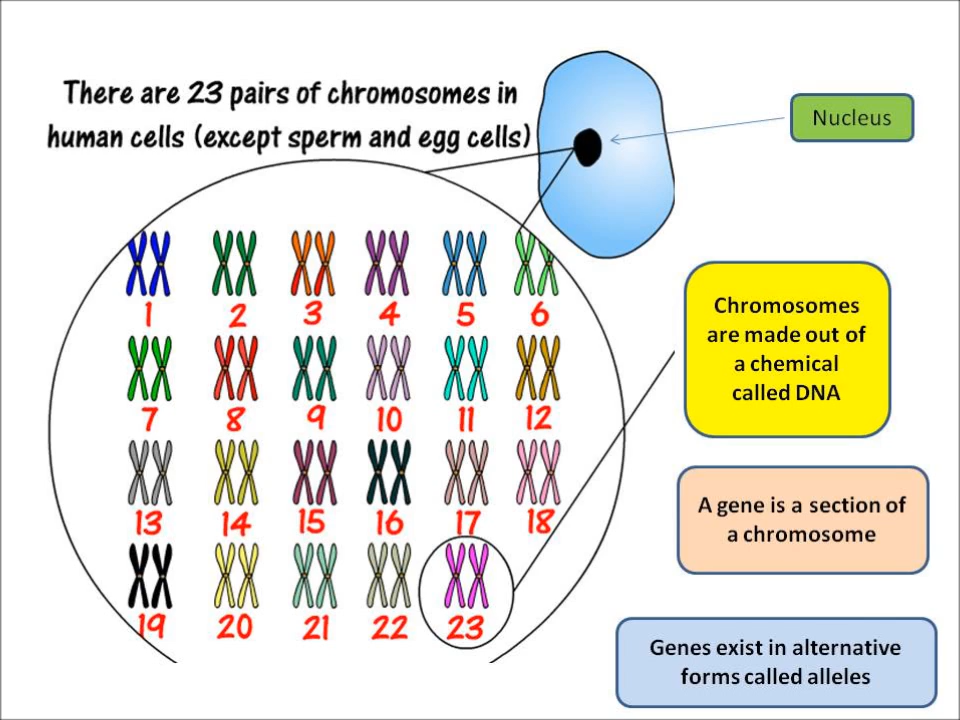 There are 23 pairs of chromosomes in
human cells (except sperm and egg cells)
Nucleus
1 2 3 4 5 6
7 8 9 10 11 12
13 14 15 16 17 18
19 20 21 22 23
Chromosomes
are made out of
a chemical
called DNA
A gene is a section of
a chromosome
Genes exist in alternative
forms called alleles